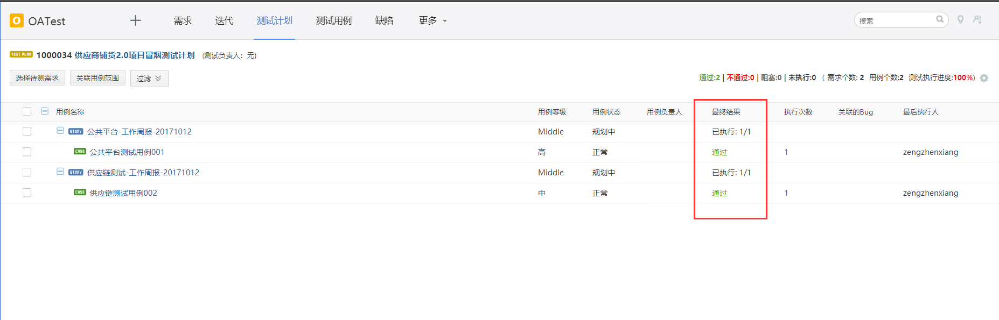 O OATest 需求 迭代 测试计划 测试用例 缺陷 更多 搜索
TEST PLAN 1000034 供应商铺货2.0项目冒烟测试计划 (测试负责人: 无)
选择待测需求 关联用例范围 过滤 通过:2 | 不通过:0 | 阻塞:0 | 未执行:0 ( 需求个数: 2 用例个数:2 测试执行进度:100%)
用例名称 用例等级 用例状态 用例负责人 最终结果 执行次数 关联的Bug 最后执行人
STORY 公共平台-工作周报-20171012 Middle 规划中 已执行: 1/1
CASE 公共平台测试用例001 高 正常 通过 1 zengzhenxiang
STORY 供应链测试-工作周报-20171012 Middle 规划中 已执行: 1/1
CASE 供应链测试用例002 中 正常 通过 1 zengzhenxiang